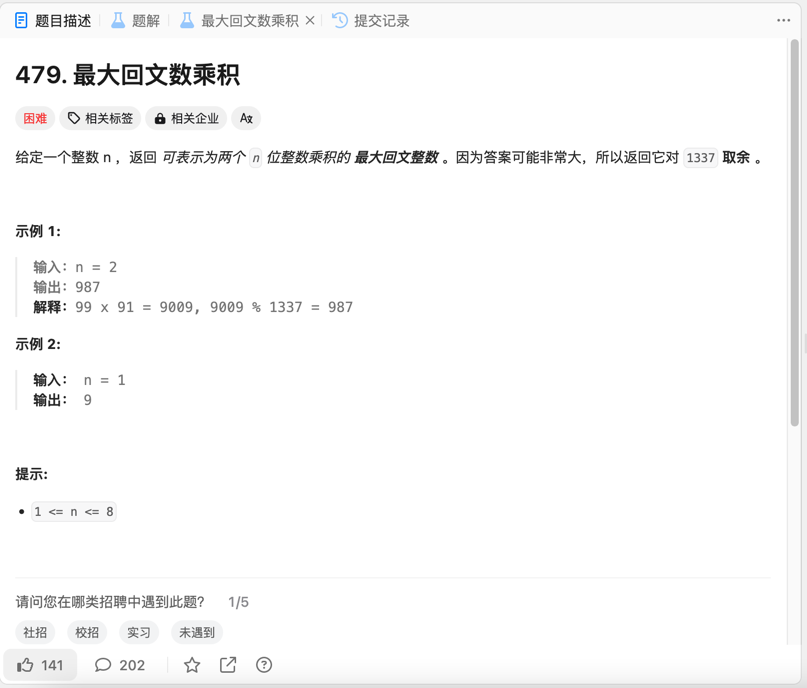 题目描述 题解 最大回文数乘积 × 提交记录 ...
479. 最大回文数乘积
困难 相关标签 相关企业 Aあ
给定一个整数 n ，返回 可表示为两个 n 位整数乘积的 最大回文整数 。因为答案可能非常大，所以返回它对 1337 取余 。
示例 1:
输入：n = 2
输出：987
解释：99 x 91 = 9009, 9009 % 1337 = 987
示例 2:
输入： n = 1
输出： 9
提示:
• 1 <= n <= 8
请问您在哪类招聘中遇到此题？ 1/5
社招 校招 实习 未遇到
141 202 ?